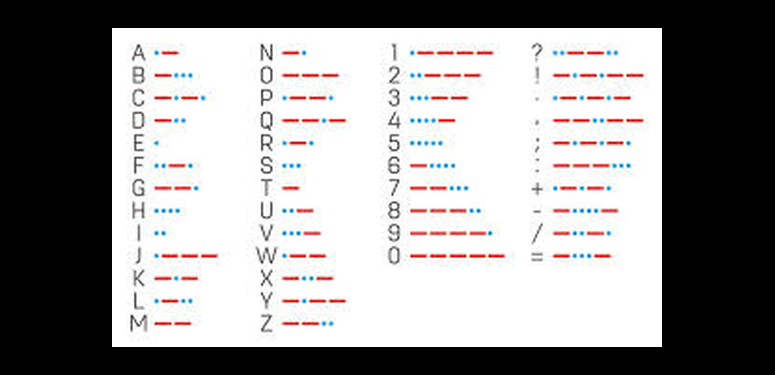 A •— N —• 1 •———— ? ••——••
B —••• O ——— 2 ••——— ! —•—•——
C —•—• P •——• 3 •••—— . •—•—•—
D —•• Q ——•— 4 ••••— , ——••——
E • R •—• 5 ••••• ; —•—•—•
F ••—• S ••• 6 —•••• : ———•••
G ——• T — 7 ——••• + •—•—•
H •••• U ••— 8 ———•• - —••••—
I •• V •••— 9 ————• / —••—•
J •——— W •—— 0 ————— = —•••—
K —•— X —••—
L •—•• Y —•——
M —— Z ——••